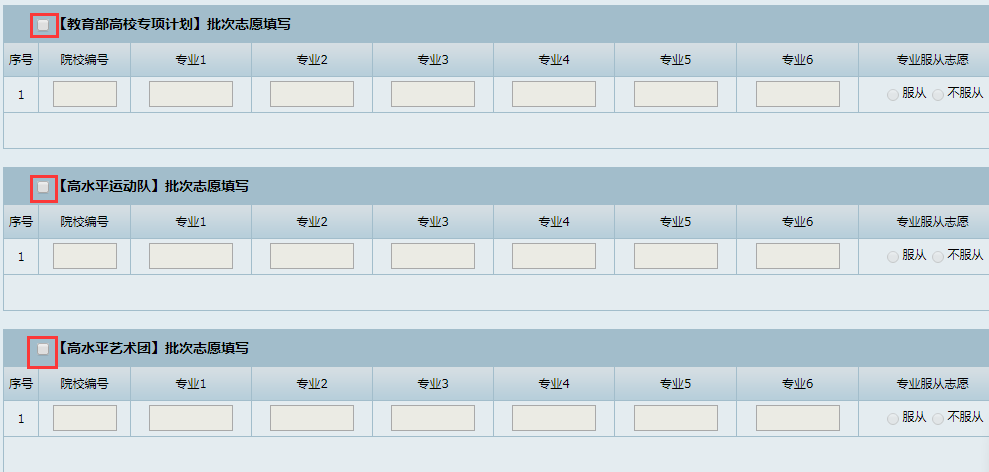 【教育部高校专项计划】批次志愿填写
序号 院校编号 专业1 专业2 专业3 专业4 专业5 专业6 专业服从志愿
1 服从 不服从
【高水平运动队】批次志愿填写
序号 院校编号 专业1 专业2 专业3 专业4 专业5 专业6 专业服从志愿
1 服从 不服从
【高水平艺术团】批次志愿填写
序号 院校编号 专业1 专业2 专业3 专业4 专业5 专业6 专业服从志愿
1 服从 不服从